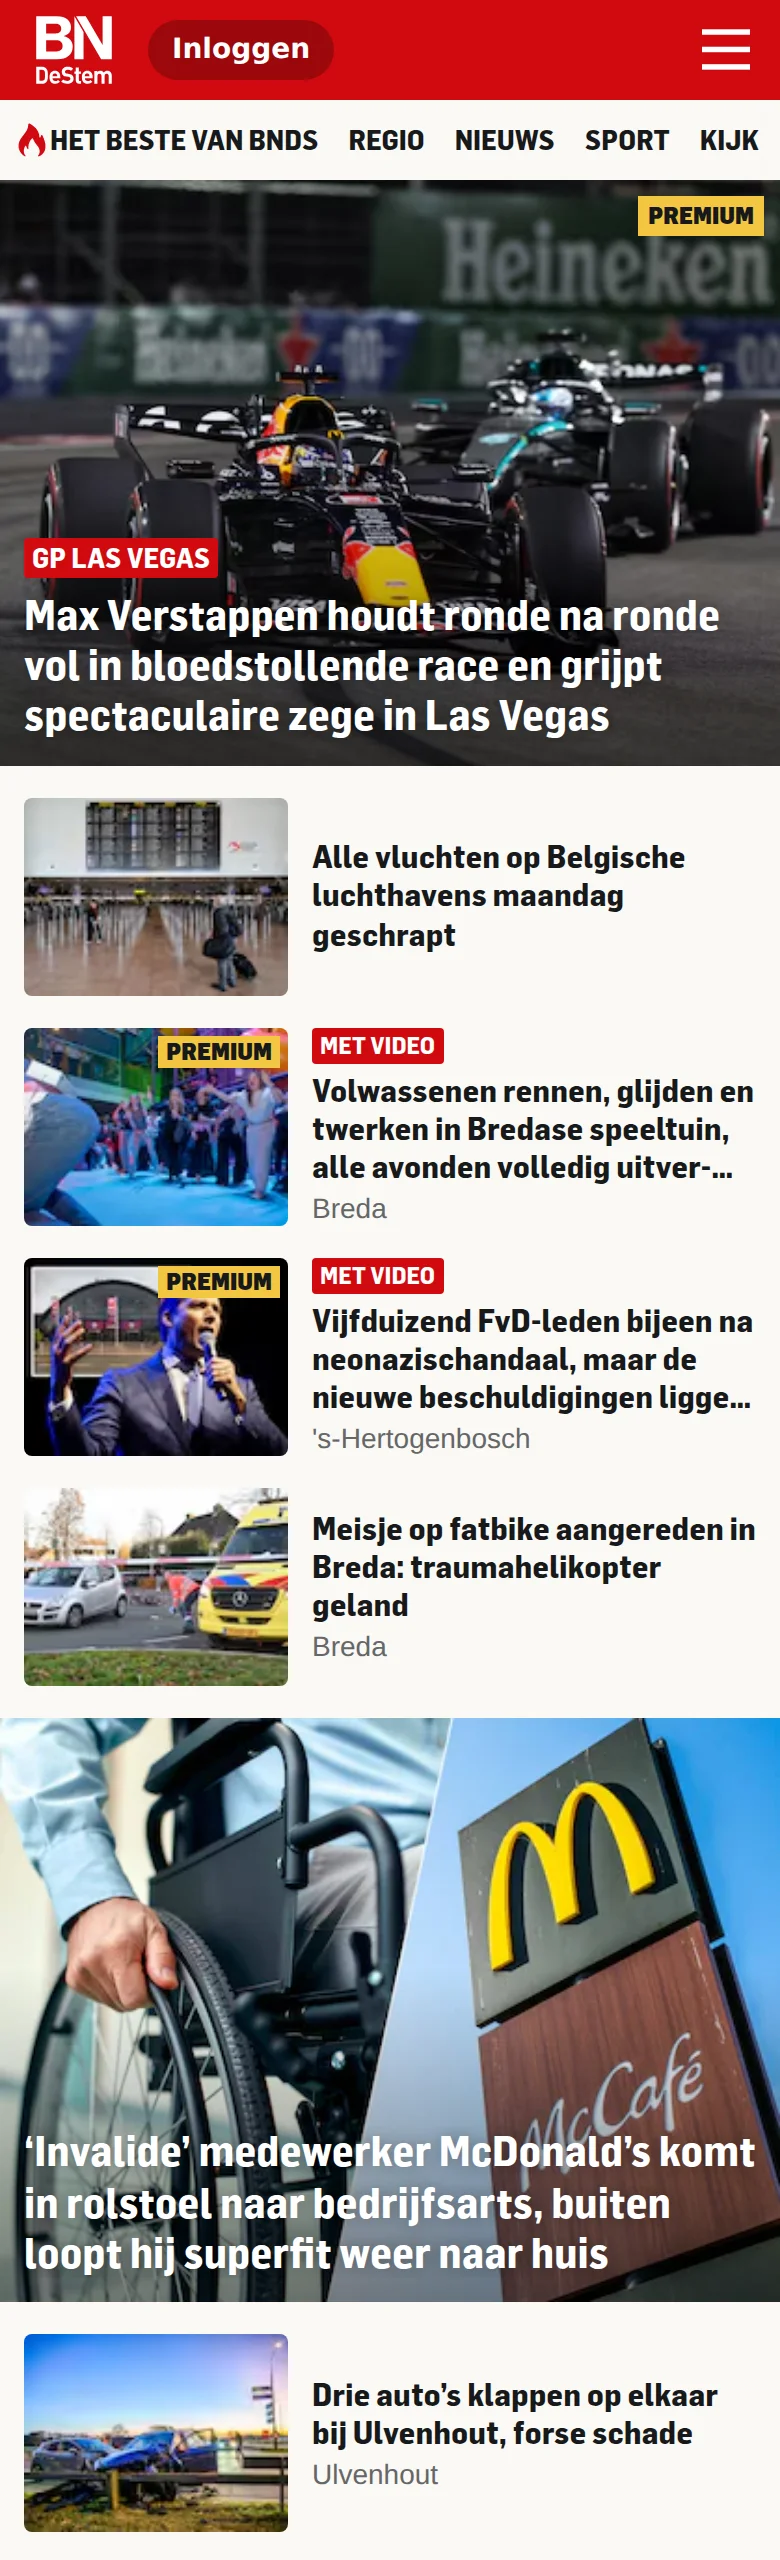 BN
DeStem
Inloggen
HET BESTE VAN BNDS REGIO NIEUWS SPORT KIJK
PREMIUM
Heineken
Heineken
GP LAS VEGAS
Max Verstappen houdt ronde na ronde
vol in bloedstollende race en grijpt
spectaculaire zege in Las Vegas
Alle vluchten op Belgische
luchthavens maandag
geschrapt
PREMIUM
MET VIDEO
Volwassenen rennen, glijden en
twerken in Bredase speeltuin,
alle avonden volledig uitver-...
Breda
PREMIUM
MET VIDEO
Vijfduizend FvD-leden bijeen na
neonazischandaal, maar de
nieuwe beschuldigingen ligge...
's-Hertogenbosch
Meisje op fatbike aangereden in
Breda: traumahelikopter
geland
Breda
McCafé
‘Invalide’ medewerker McDonald’s komt
in rolstoel naar bedrijfsarts, buiten
loopt hij superfit weer naar huis
Drie auto’s klappen op elkaar
bij Ulvenhout, forse schade
Ulvenhout